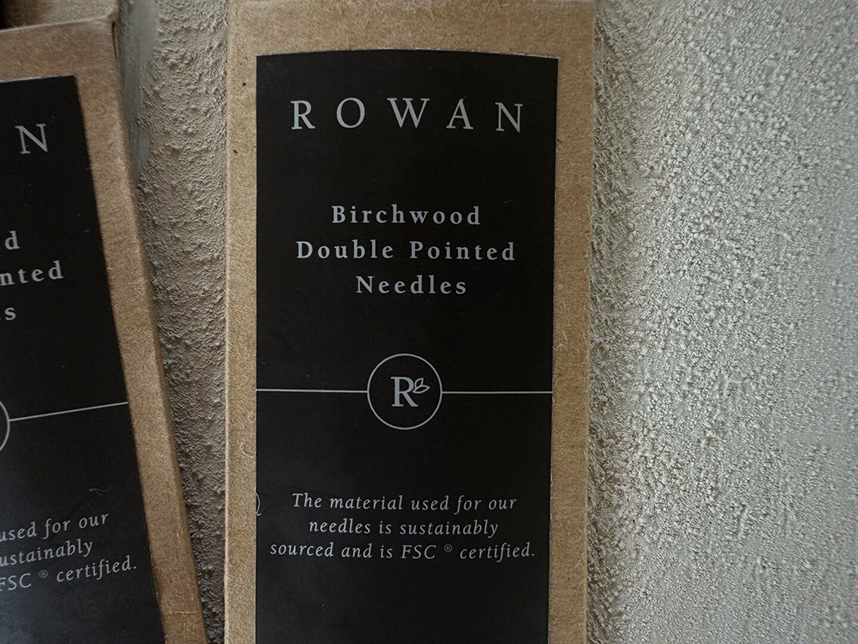 ROWAN
Birchwood
Double Pointed
Needles
R
The material used for our
needles is sustainably
sourced and is FSC ® certified.
N
d
nted
s
used for our
ustainably
FSC ® certified.